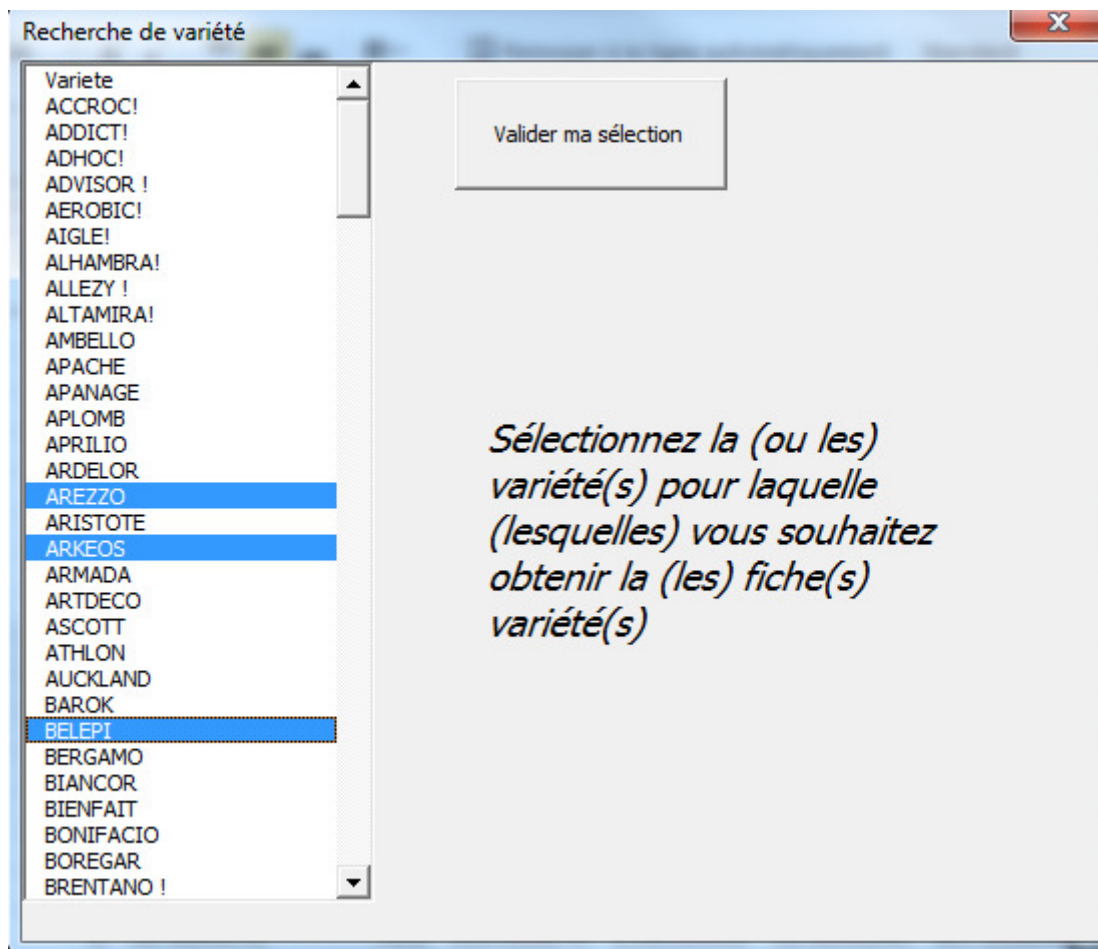 Recherche de variété
Variete
ACCROC!
ADDICT!
ADHOC!
ADVISOR !
AEROBIC!
AIGLE!
ALHAMBRA!
ALLEZY !
ALTAMIRA!
AMBELLO
APACHE
APANAGE
APLOMB
APRILIO
ARDELOR
AREZZO
ARISTOTE
ARKEOS
ARMADA
ARTDECO
ASCOTT
ATHLON
AUCKLAND
BAROK
BELEPI
BERGAMO
BIANCOR
BIENFAIT
BONIFACIO
BOREGAR
BRENTANO !
Valider ma sélection
Sélectionnez la (ou les)
variété(s) pour laquelle
(lesquelles) vous souhaitez
obtenir la (les) fiche(s)
variété(s)